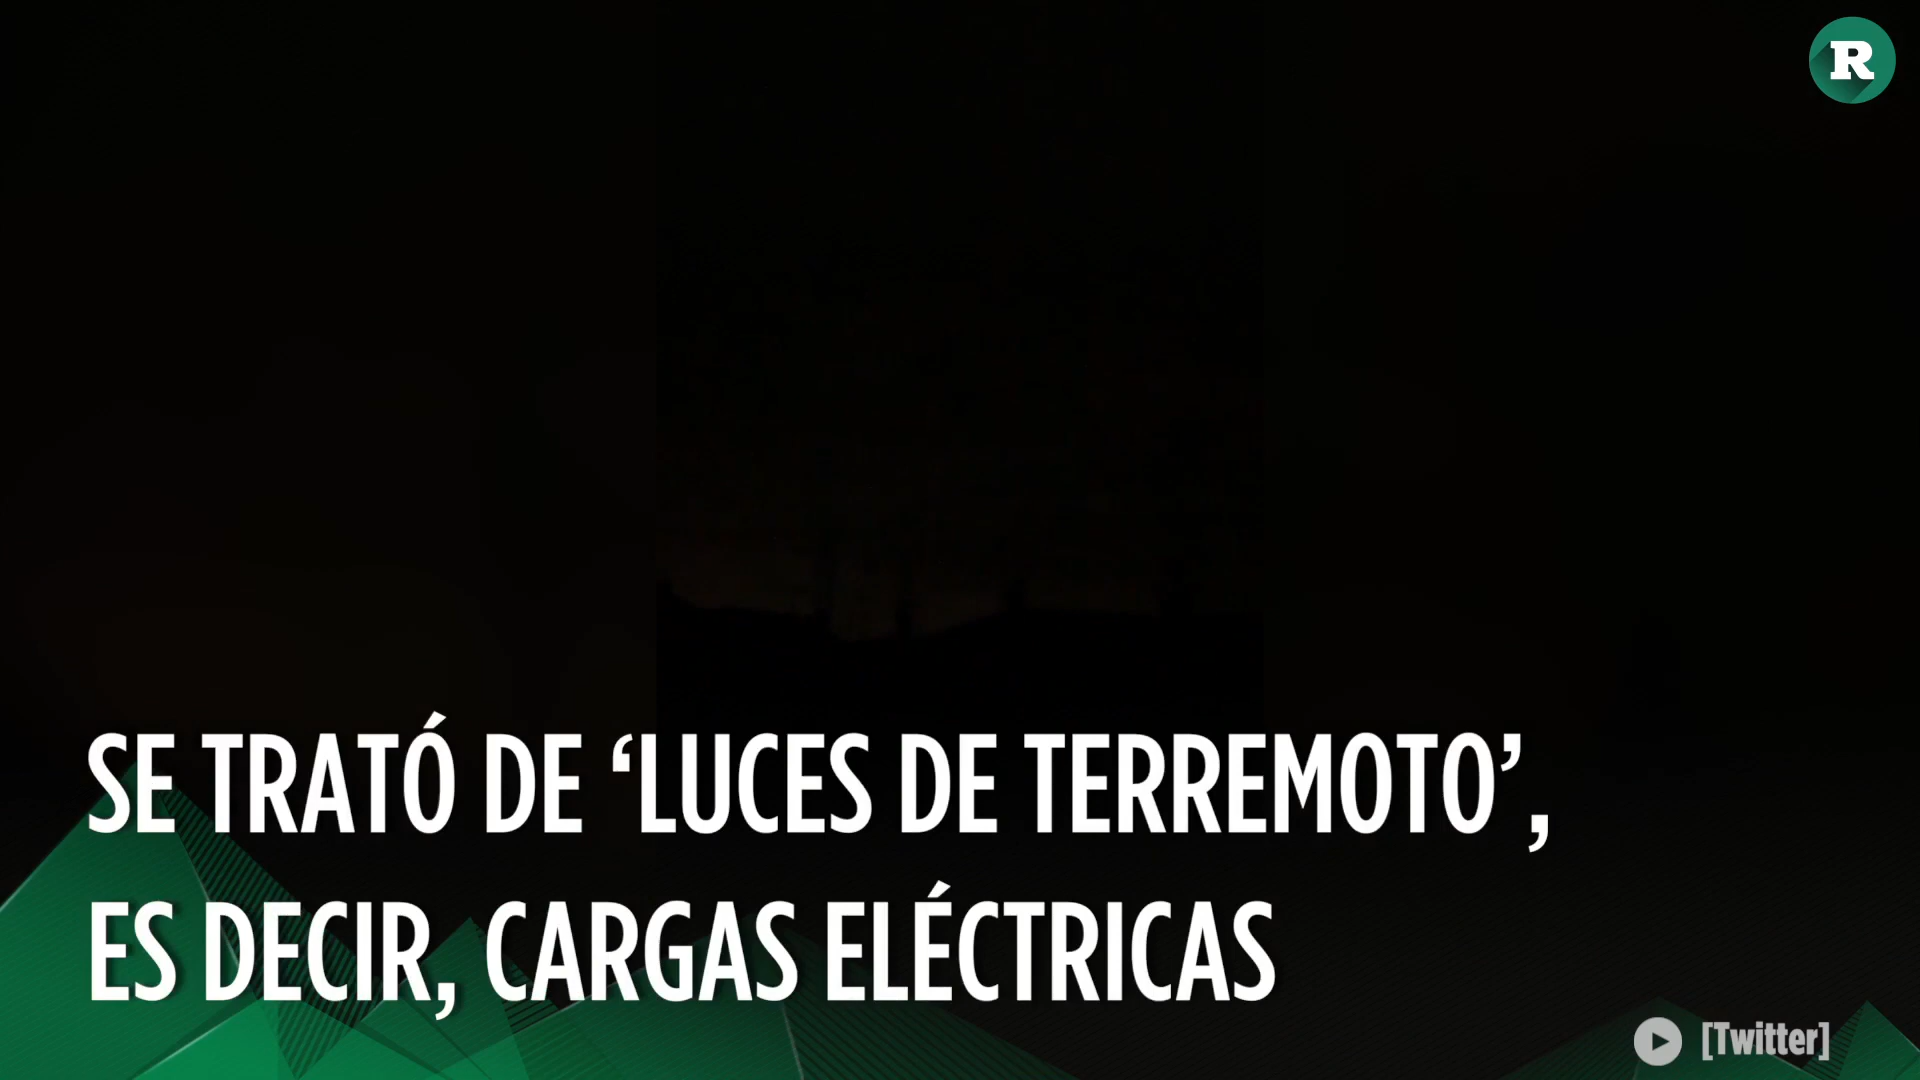 R
SE TRATÓ DE ‘LUCES DE TERREMOTO’,
ES DECIR, CARGAS ELÉCTRICAS
[Twitter]